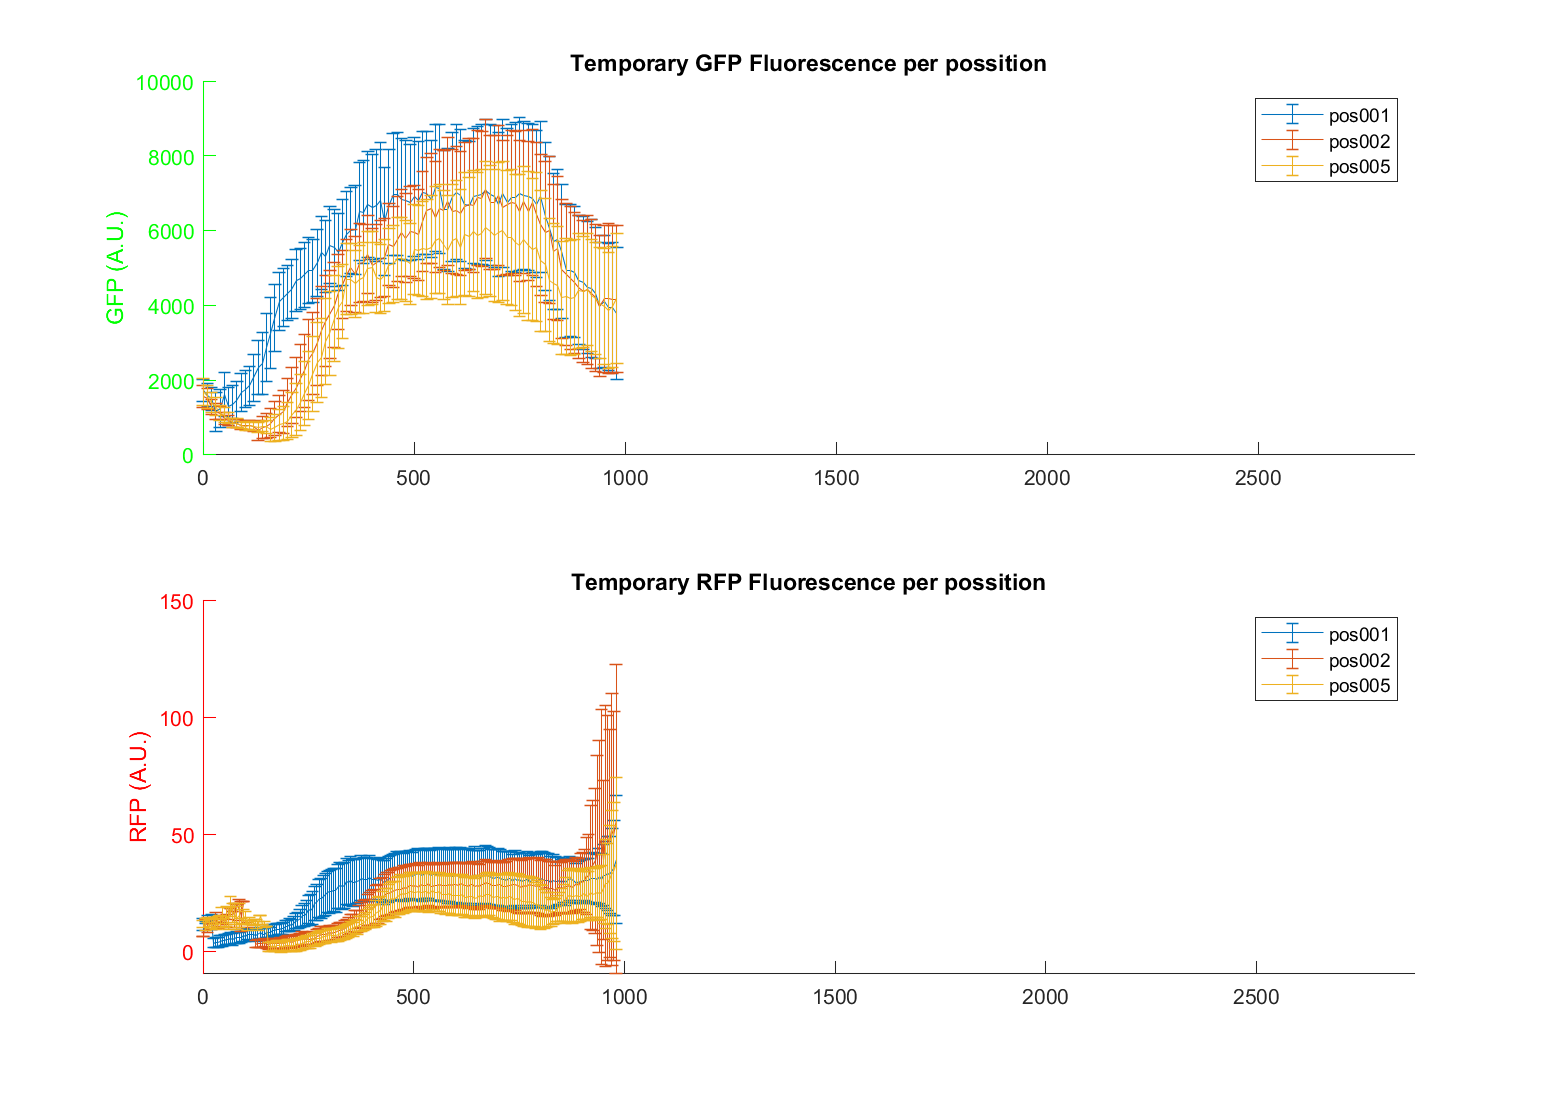 Temporary GFP Fluorescence per possition
10000
8000
6000
4000
2000
0
GFP (A.U.)
0 500 1000 1500 2000 2500
pos001
pos002
pos005
Temporary RFP Fluorescence per possition
150
100
50
0
RFP (A.U.)
0 500 1000 1500 2000 2500
pos001
pos002
pos005